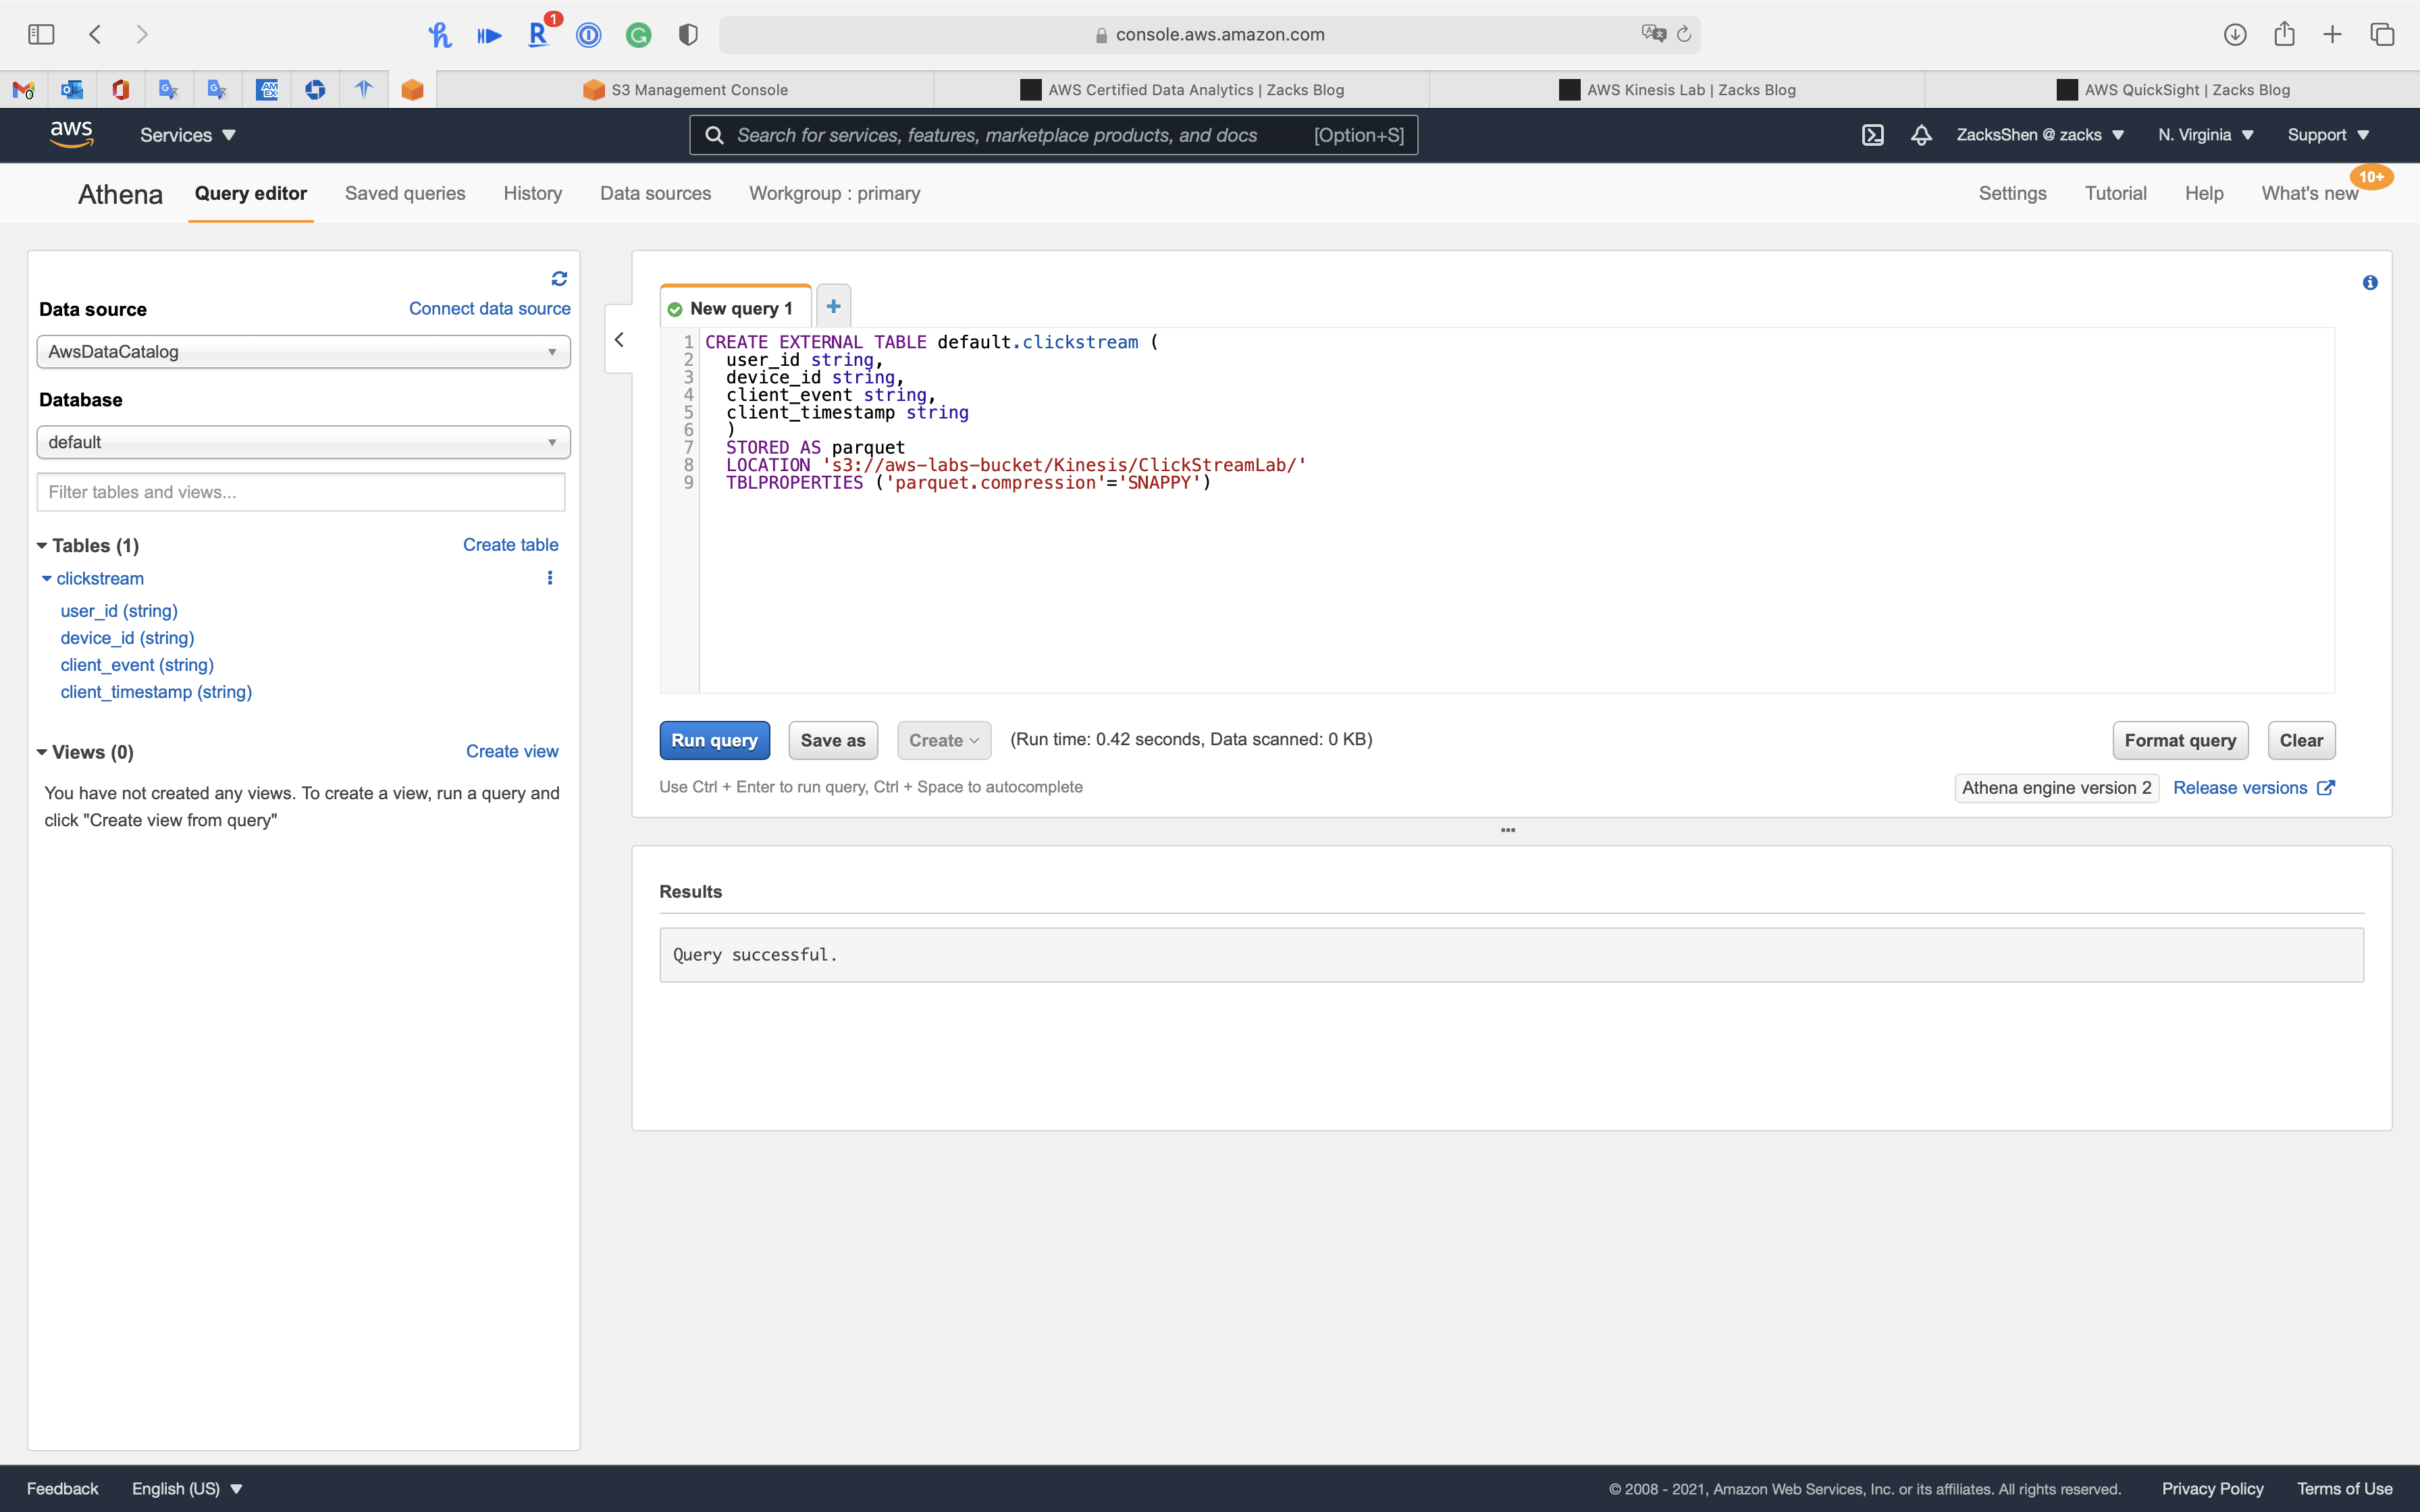 1
console.aws.amazon.com
0
AM
EX
S3 Management Console
AWS Certified Data Analytics | Zacks Blog
AWS Kinesis Lab | Zacks Blog
AWS QuickSight | Zacks Blog
aws
Services
Search for services, features, marketplace products, and docs [Option+S]
ZacksShen @ zacks
N. Virginia
Support
Athena
Query editor
Saved queries
History
Data sources
Workgroup : primary
Settings
Tutorial
Help
What's new
10+
Data source
Connect data source
AwsDataCatalog
Database
default
Filter tables and views...
Tables (1)
Create table
clickstream
user_id (string)
device_id (string)
client_event (string)
client_timestamp (string)
Views (0)
Create view
You have not created any views. To create a view, run a query and
click "Create view from query"
New query 1
1 CREATE EXTERNAL TABLE default.clickstream (
2 user_id string,
3 device_id string,
4 client_event string,
5 client_timestamp string
6 )
7 STORED AS parquet
8 LOCATION 's3://aws-labs-bucket/Kinesis/ClickStreamLab/'
9 TBLPROPERTIES ('parquet.compression'='SNAPPY')
Run query
Save as
Create
(Run time: 0.42 seconds, Data scanned: 0 KB)
Format query
Clear
Use Ctrl + Enter to run query, Ctrl + Space to autocomplete
Athena engine version 2
Release versions
Results
Query successful.
Feedback
English (US)
© 2008 - 2021, Amazon Web Services, Inc. or its affiliates. All rights reserved.
Privacy Policy
Terms of Use